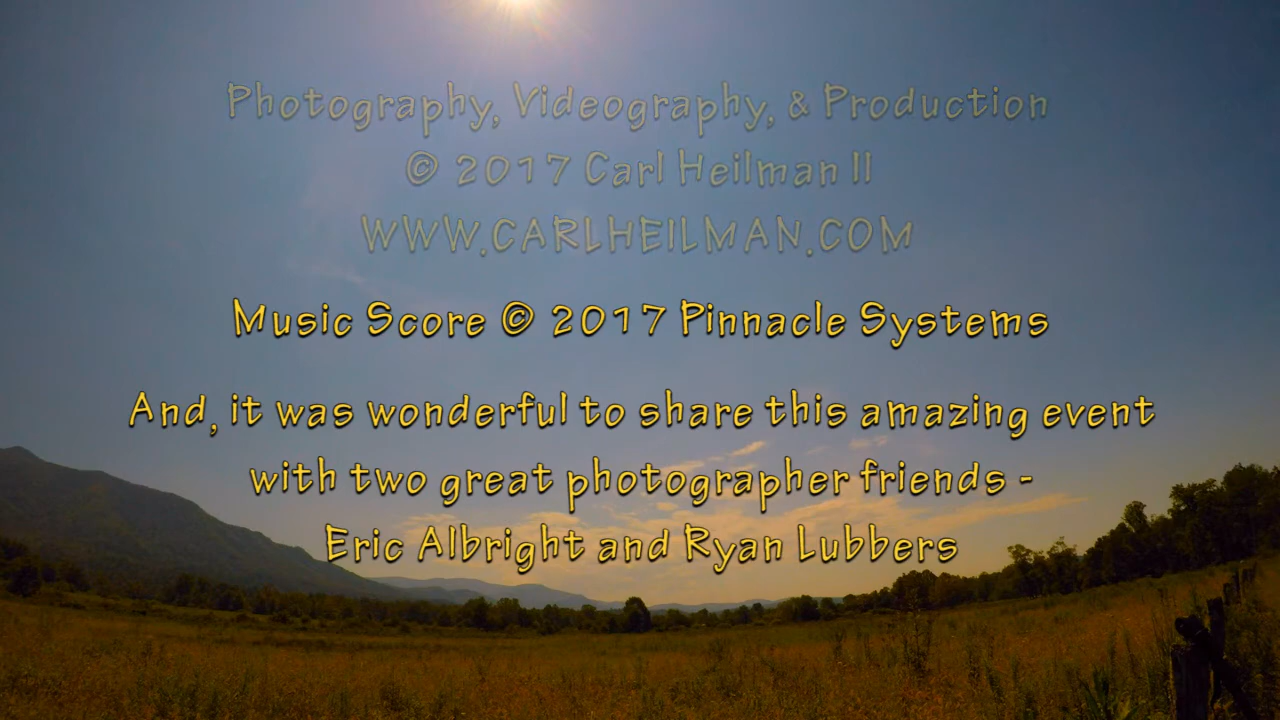 Photography, Videography, & Production
© 2017 Carl Heilman II
WWW.CARLHEILMAN.COM
Music Score © 2017 Pinnacle Systems
And, it was wonderful to share this amazing event
with two great photographer friends -
Eric Albright and Ryan Lubbers